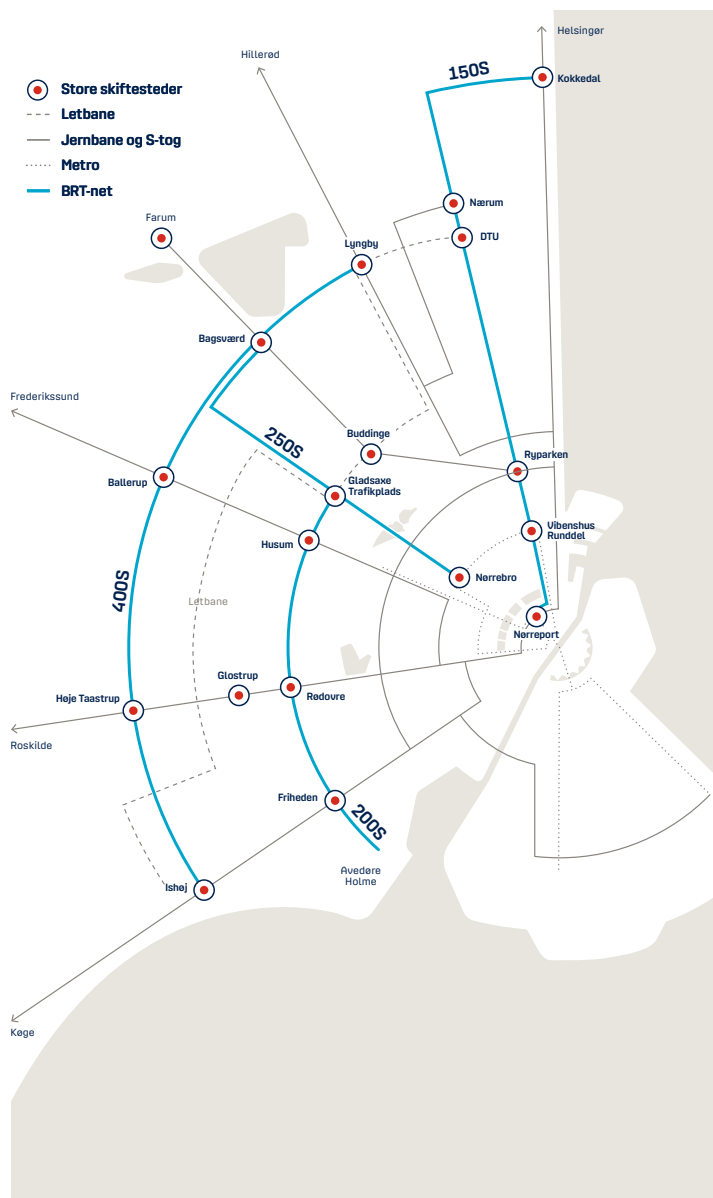 Helsingør
Hillerød
150S
Kokkedal
Store skiftesteder
Letbane
Jernbane og S-tog
Metro
BRT-net
Nærum
Farum
DTU
Lyngby
Bagsværd
Frederikssund
Buddinge
250S
Ryparken
Ballerup
Gladsaxe
Trafikplads
Vibenshus
Runddel
Husum
400S
Nørrebro
Letbane
Nørreport
Glostrup
Høje Taastrup
Rødovre
Roskilde
Friheden
200S
Avedøre
Holme
Ishøj
Køge